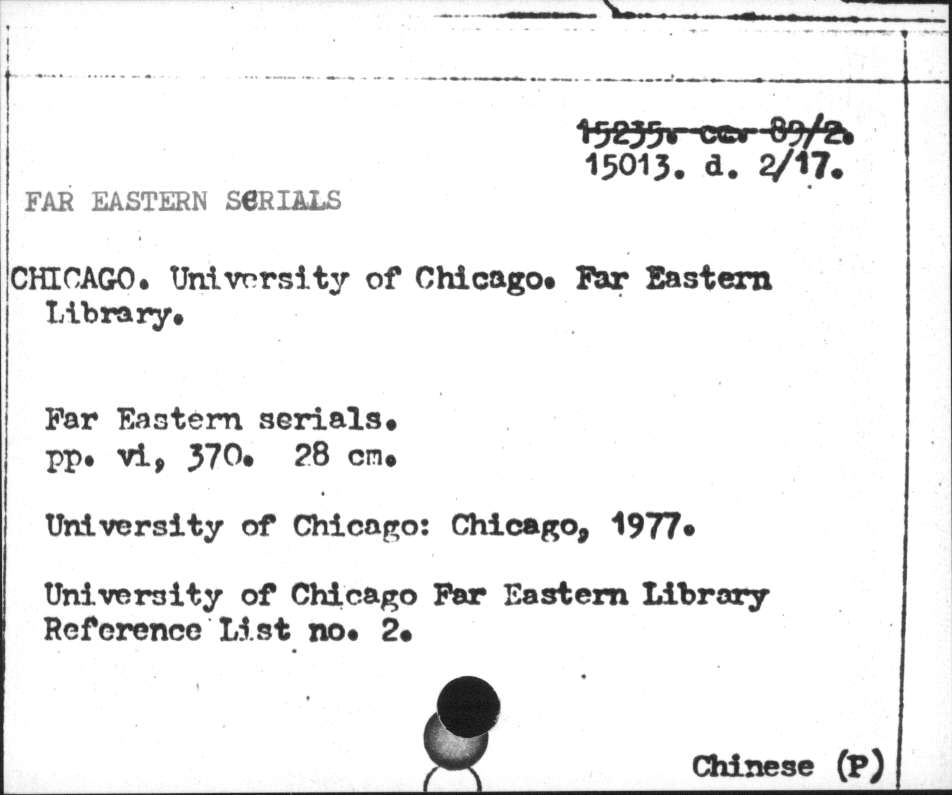 15235. cc. 89/2.
15013. d. 2/17.
FAR EASTERN SeRIALS
CHICAGO. University of Chicago. Far Eastern
Library.
Far Eastern serials.
pp. vi, 370. 28 cm.
University of Chicago: Chicago, 1977.
University of Chicago Far Eastern Library
Reference List no. 2.
Chinese (P)